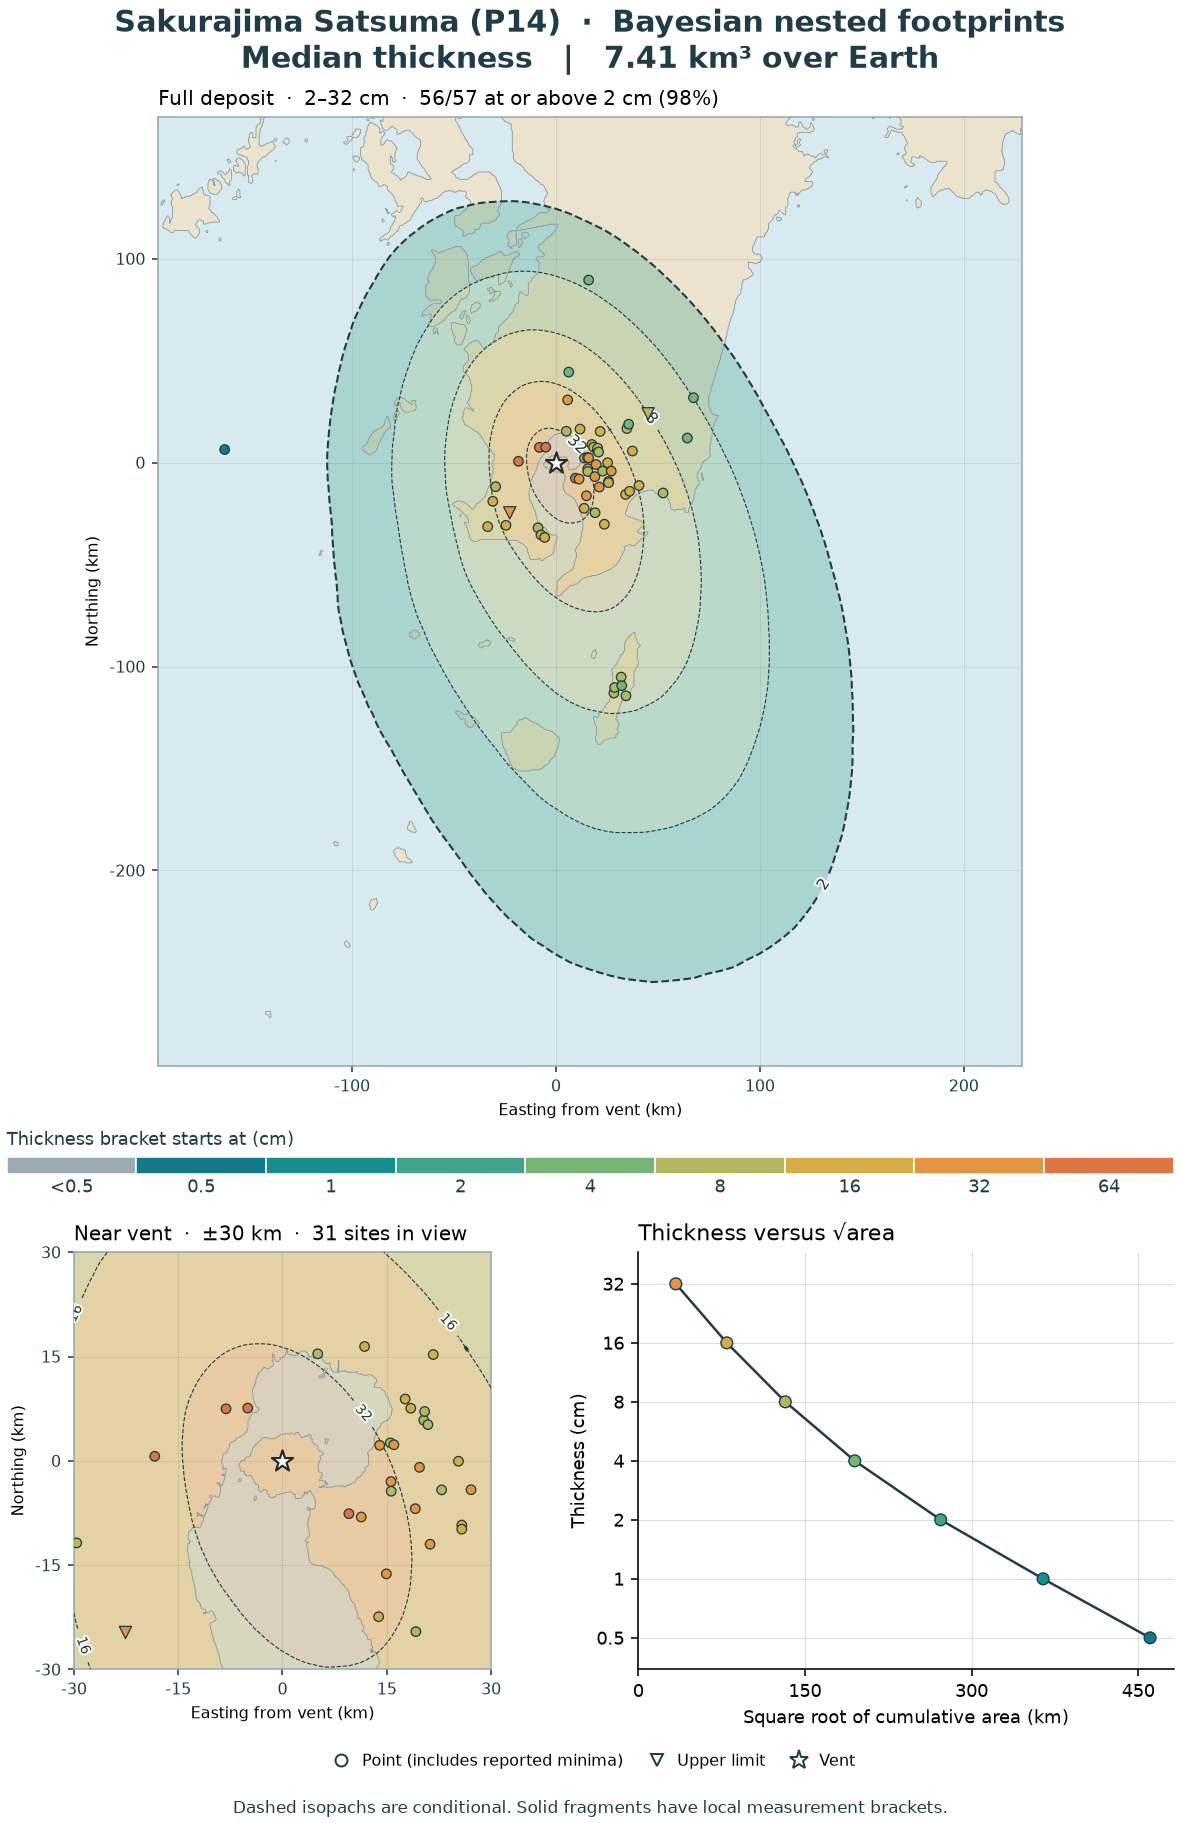 Sakurajima Satsuma (P14)  ·  Bayesian nested footprints
Median thickness   |   7.41 km³ over Earth
Full deposit  ·  2–32 cm  ·  56/57 at or above 2 cm (98%)
100
0
-100
-200
Northing (km)
8
32
2
-100
0
100
200
Easting from vent (km)
Thickness bracket starts at (cm)
<0.5
0.5
1
2
4
8
16
32
64
Near vent  ·  ±30 km  ·  31 sites in view
30
15
0
-15
-30
Northing (km)
16
16
32
16
-30
-15
0
15
30
Easting from vent (km)
Thickness versus √area
32
16
8
4
2
1
0.5
Thickness (cm)
0
150
300
450
Square root of cumulative area (km)
Point (includes reported minima)
Upper limit
Vent
Dashed isopachs are conditional. Solid fragments have local measurement brackets.